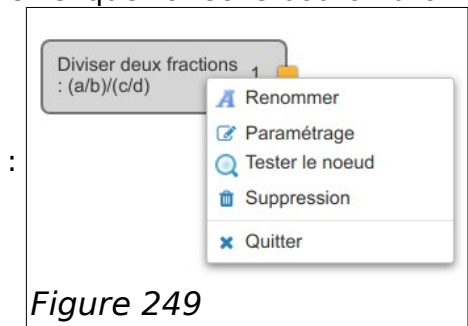 Diviser deux fractions 1
: (a/b)/(c/d)
Renommer
Paramétrage
:
Tester le noeud
Suppression
Quitter
Figure 249